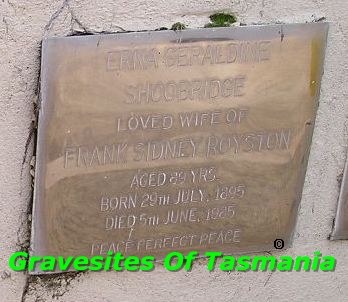 ERNA GERALDINE
SHOOBRIDGE
LOVED WIFE OF
FRANK SIDNEY ROYSTON
AGED 89 YRS.
BORN 29TH JULY, 1895
DIED 5TH JUNE, 1985
PEACE PERFECT PEACE
©
Gravesites Of Tasmania